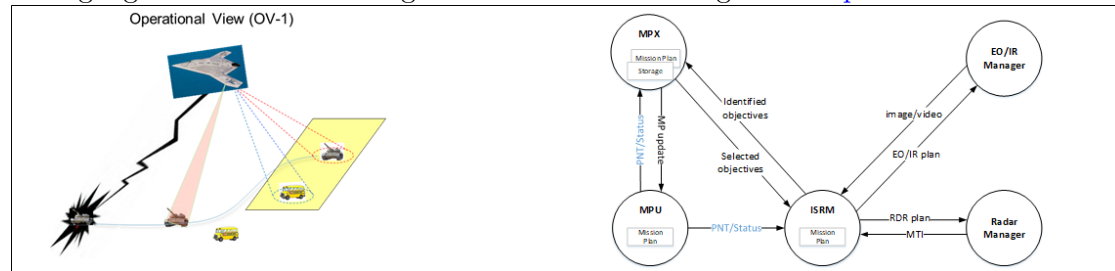 Operational View (OV-1)
MPX
Mission Plan
Storage
EO/IR
Manager
Identified
objectives
image/video
PNT/Status
MP update
Selected
objectives
EO/IR plan
MPU
Mission
Plan
PNT/Status
ISRM
Mission
Plan
RDR plan
MTI
Radar
Manager